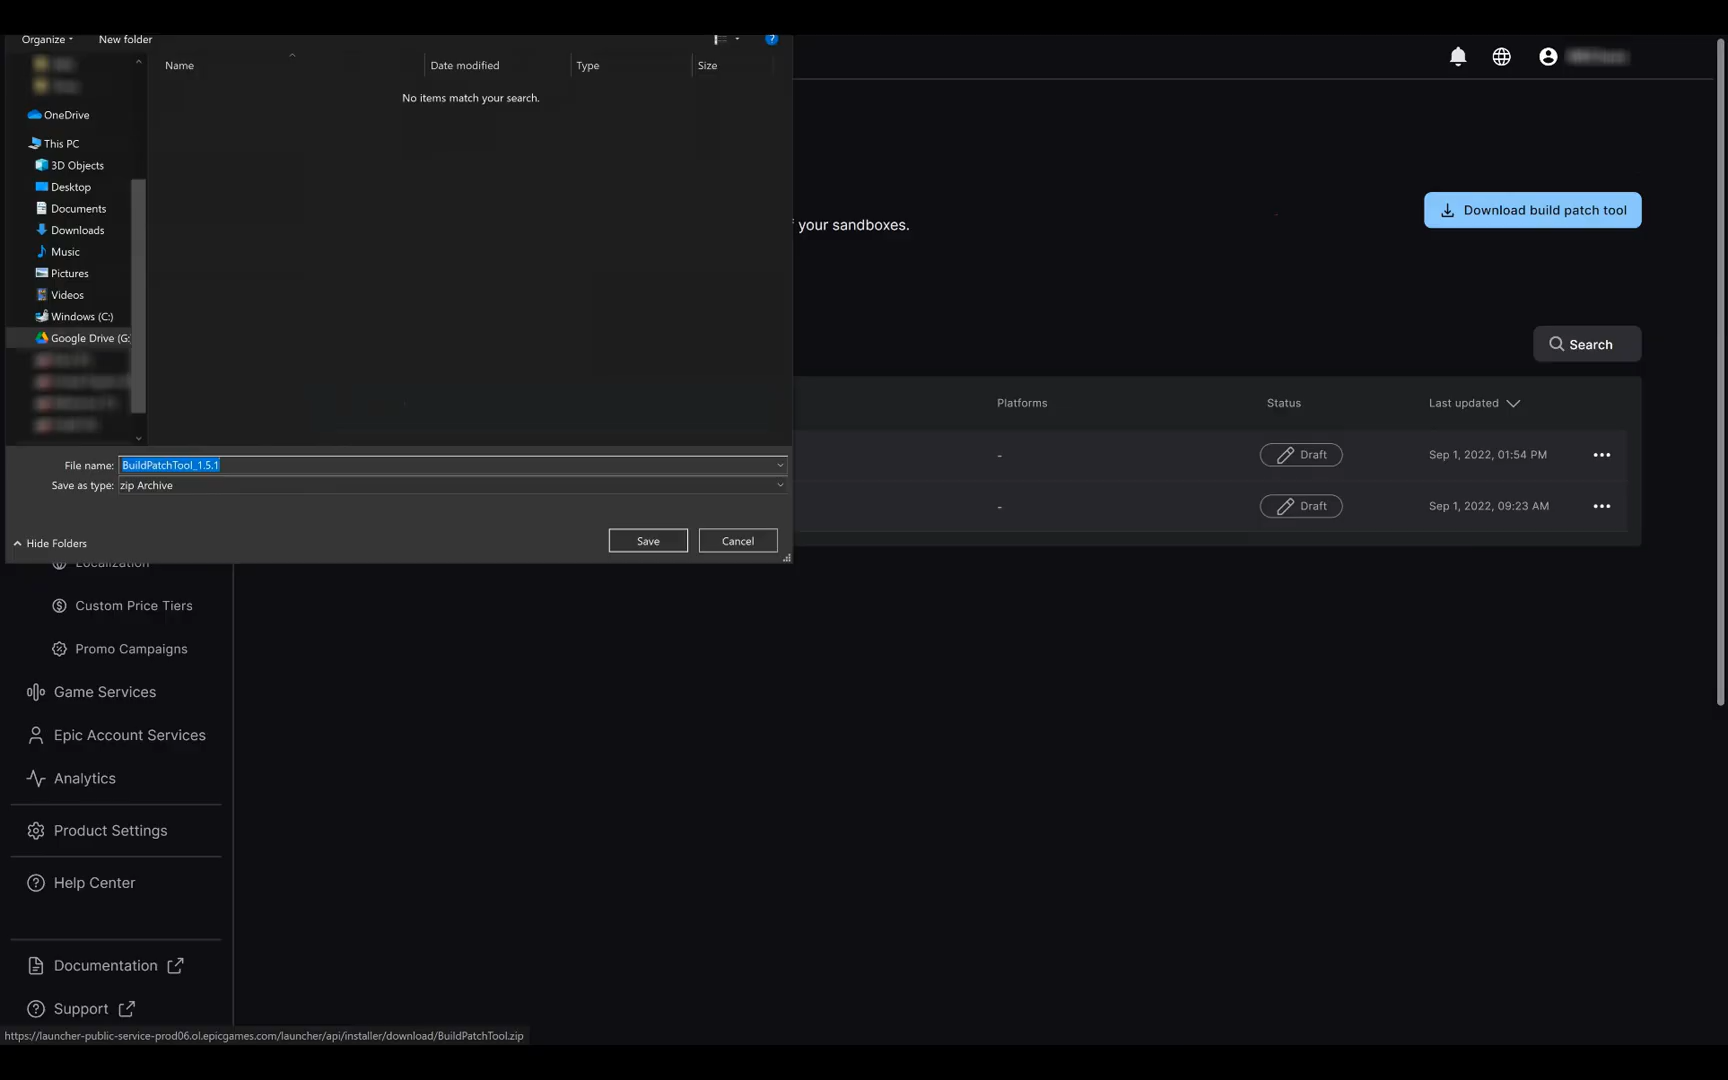 Organize
New folder
Name
Date modified
Type
Size
No items match your search.
OneDrive
This PC
3D Objects
Desktop
Documents
Downloads
Music
Pictures
Videos
Windows (C:)
Google Drive (G:
File name: BuildPatchTool_1.5.1
Save as type: zip Archive
Hide Folders
Save
Cancel
your sandboxes.
Download build patch tool
Search
Platforms
Status
Last updated
-
Draft
Sep 1, 2022, 01:54 PM
-
Draft
Sep 1, 2022, 09:23 AM
Localization
Custom Price Tiers
Promo Campaigns
Game Services
Epic Account Services
Analytics
Product Settings
Help Center
Documentation
Support
https://launcher-public-service-prod06.ol.epicgames.com/launcher/api/installer/download/BuildPatchTool.zip